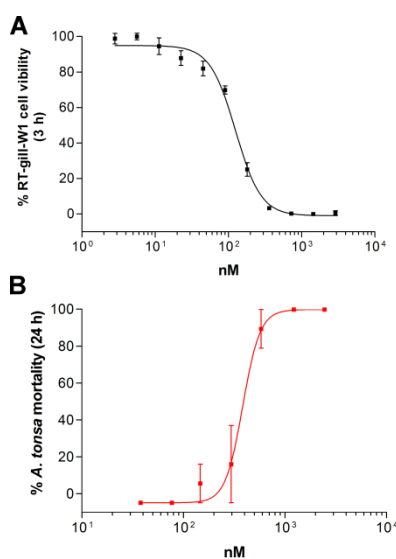 A
% RT-gill-W1 cell vibility
(3 h)
100
80
60
40
20
0
10⁰ 10¹ 10² 10³ 10⁴
nM
B
% A. tonsa mortality (24 h)
100
80
60
40
20
0
10¹ 10² 10³ 10⁴
nM